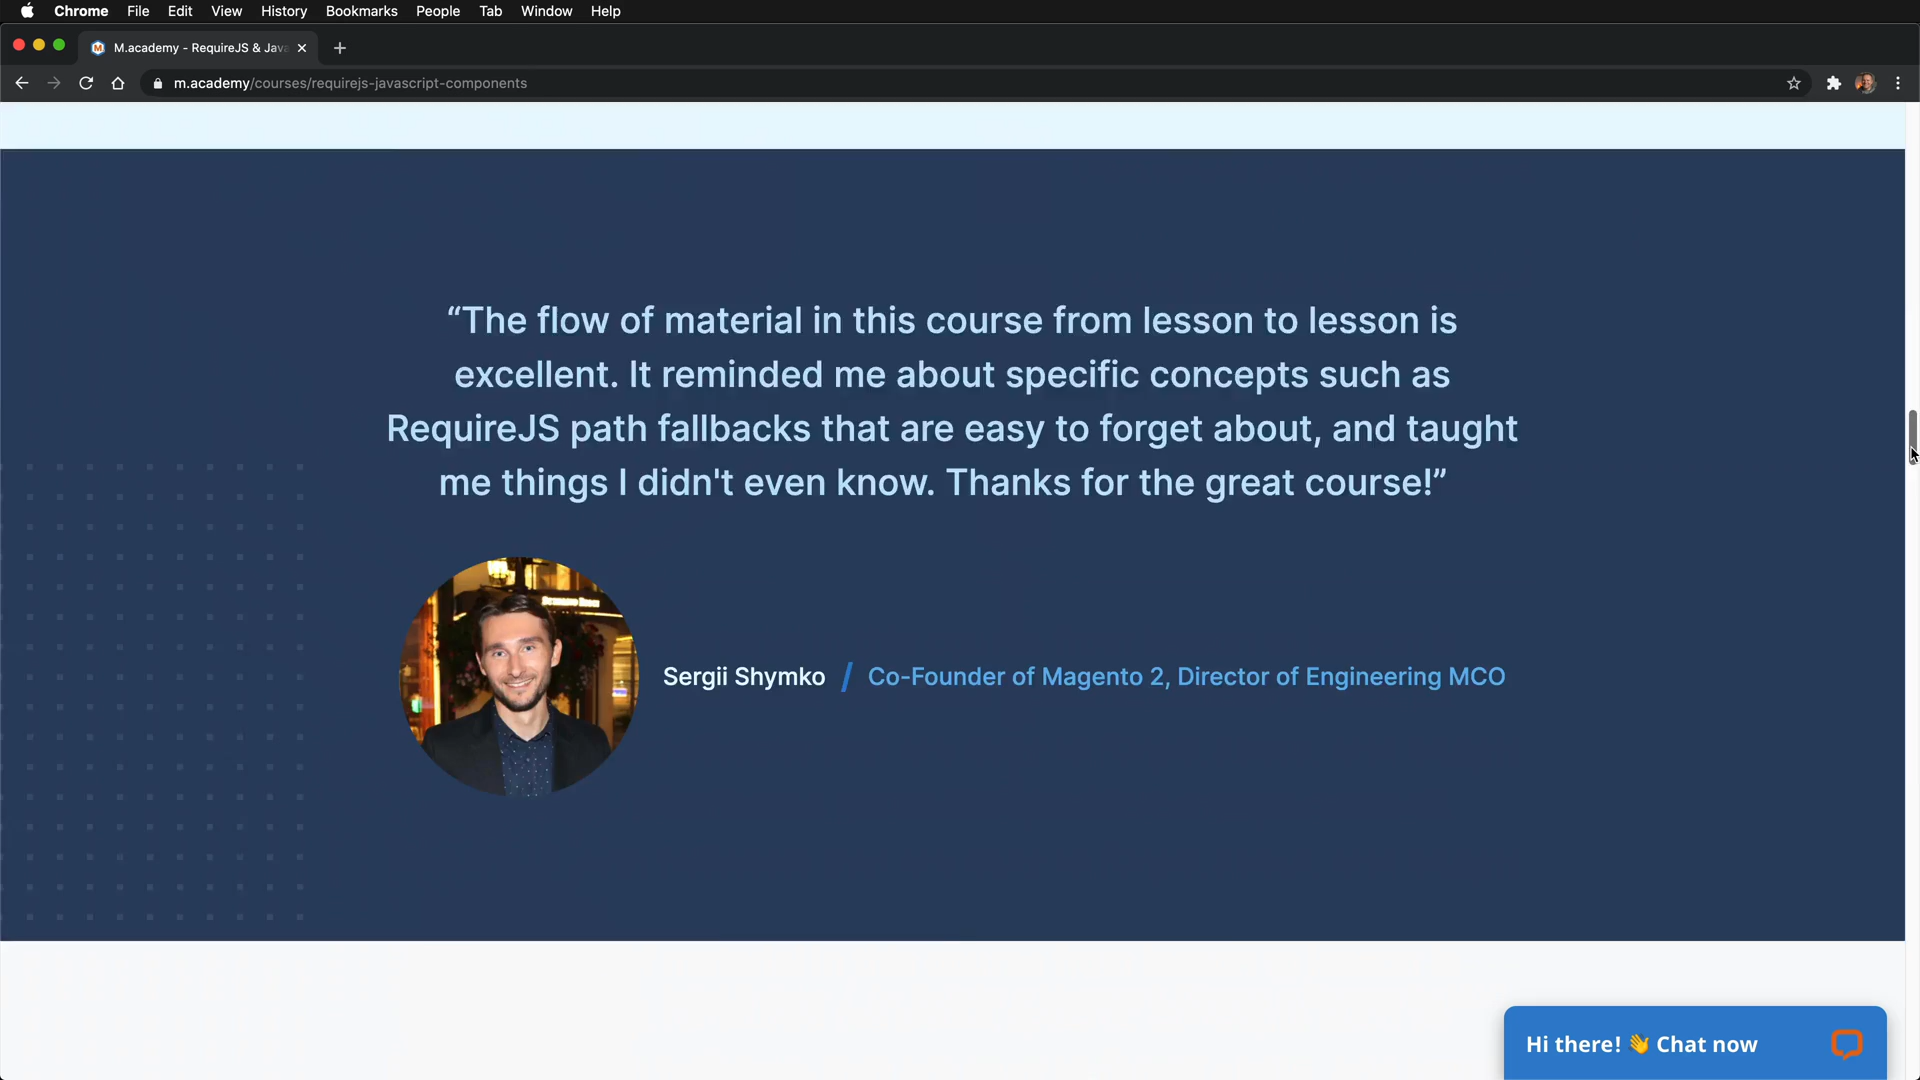 Chrome File Edit View History Bookmarks People Tab Window Help
M.academy - RequireJS & Java
m.academy/courses/requirejs-javascript-components
“The flow of material in this course from lesson to lesson is
excellent. It reminded me about specific concepts such as
RequireJS path fallbacks that are easy to forget about, and taught
me things I didn't even know. Thanks for the great course!”
Sergii Shymko / Co-Founder of Magento 2, Director of Engineering MCO
Hi there! 👋 Chat now